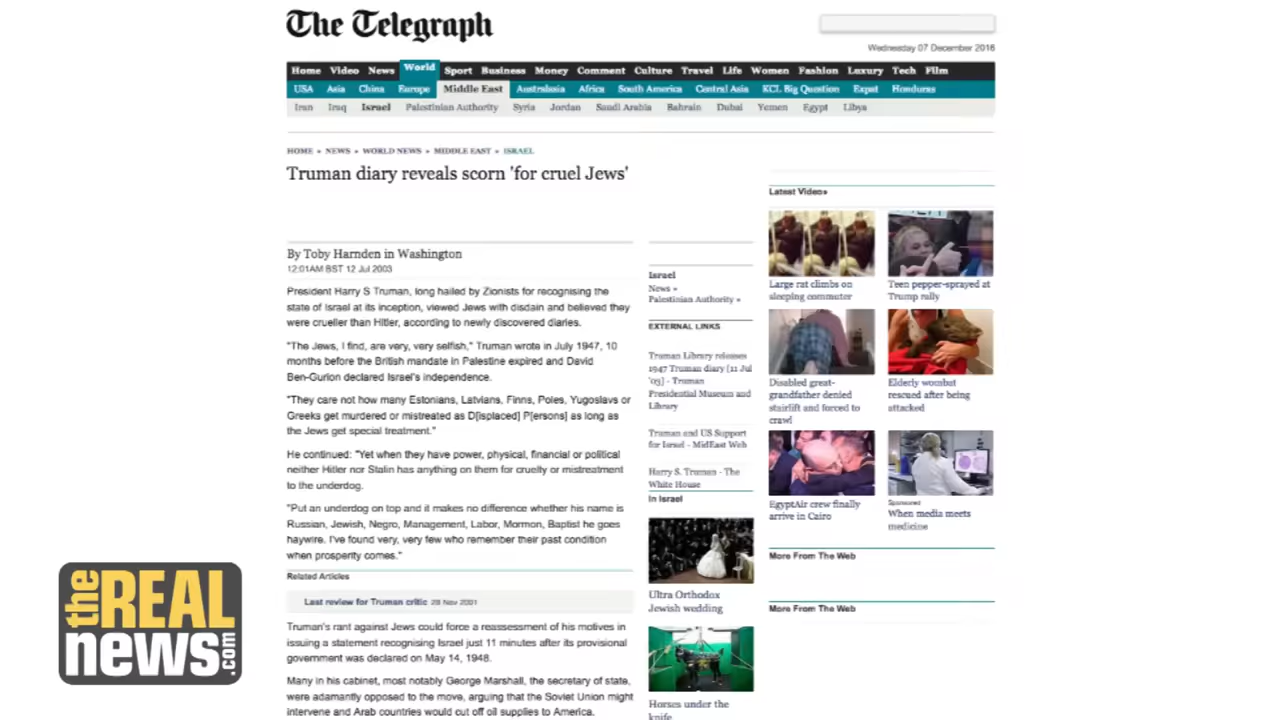 The Telegraph
Wednesday 07 December 2016
Home Video News World Sport Business Money Comment Culture Travel Life Women Fashion Luxury Tech Film
USA Asia China Europe Middle East Australasia Africa South America Central Asia KCL Big Question Expat Honduras
Iran Iraq Israel Palestinian Authority Syria Jordan Saudi Arabia Bahrain Dubai Yemen Egypt Libya
HOME » NEWS » WORLD NEWS » MIDDLE EAST » ISRAEL
Truman diary reveals scorn 'for cruel Jews'
By Toby Harnden in Washington
12:01AM BST 12 Jul 2003
President Harry S Truman, long hailed by Zionists for recognising the
state of Israel at its inception, viewed Jews with disdain and believed they
were crueller than Hitler, according to newly discovered diaries.
"The Jews, I find, are very, very selfish," Truman wrote in July 1947, 10
months before the British mandate in Palestine expired and David
Ben-Gurion declared Israel's independence.
"They care not how many Estonians, Latvians, Finns, Poles, Yugoslavs or
Greeks get murdered or mistreated as D[isplaced] P[ersons] as long as
the Jews get special treatment."
He continued: "Yet when they have power, physical, financial or political
neither Hitler nor Stalin has anything on them for cruelty or mistreatment
to the underdog.
"Put an underdog on top and it makes no difference whether his name is
Russian, Jewish, Negro, Management, Labor, Mormon, Baptist he goes
haywire. I've found very, very few who remember their past condition
when prosperity comes."
Related Articles
Last review for Truman critic 28 Nov 2001
Truman's rant against Jews could force a reassessment of his motives in
issuing a statement recognising Israel just 11 minutes after its provisional
government was declared on May 14, 1948.
Many in his cabinet, most notably George Marshall, the secretary of state,
were adamantly opposed to the move, arguing that the Soviet Union might
intervene and Arab countries would cut off oil supplies to America.
Israel
News »
Palestinian Authority »
EXTERNAL LINKS
Truman Library releases
1947 Truman diary [11 Jul
'03] - Truman
Presidential Museum and
Library
Truman and US Support
for Israel - MidEast Web
Harry S. Truman - The
White House
In Israel
Ultra Orthodox
Jewish wedding
Horses under the
knife
Latest Video»
Large rat climbs on
sleeping commuter
Teen pepper-sprayed at
Trump rally
Disabled great-
grandfather denied
stairlift and forced to
crawl
Elderly wombat
rescued after being
attacked
EgyptAir crew finally
arrive in Cairo
Sponsored
When media meets
medicine
More From The Web
More From The Web
the REAL
news.com